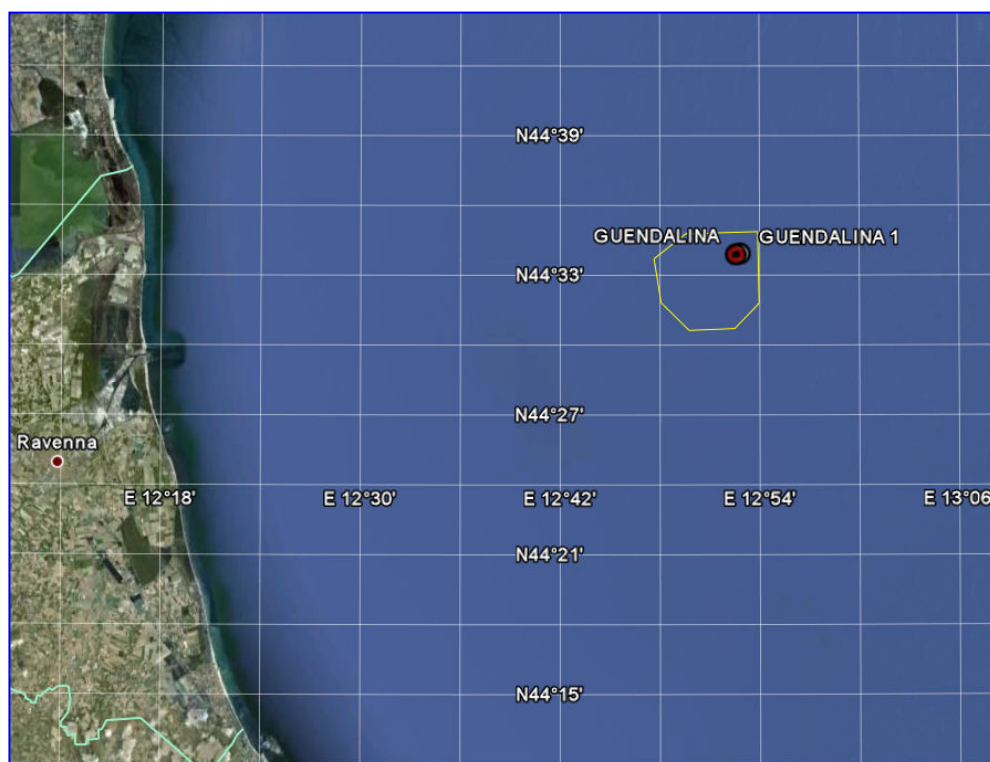 N44°39'
GUENDALINA
GUENDALINA 1
N44°33'
N44°27'
Ravenna
E 12°18'
E 12°30'
E 12°42'
E 12°54'
E 13°06
N44°21'
N44°15'